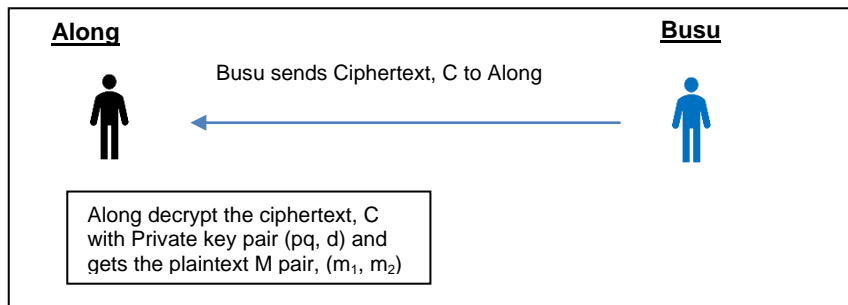 Along
Busu
Busu sends Ciphertext, C to Along
Along decrypt the ciphertext, C
with Private key pair (pq, d) and
gets the plaintext M pair, (m₁, m₂)